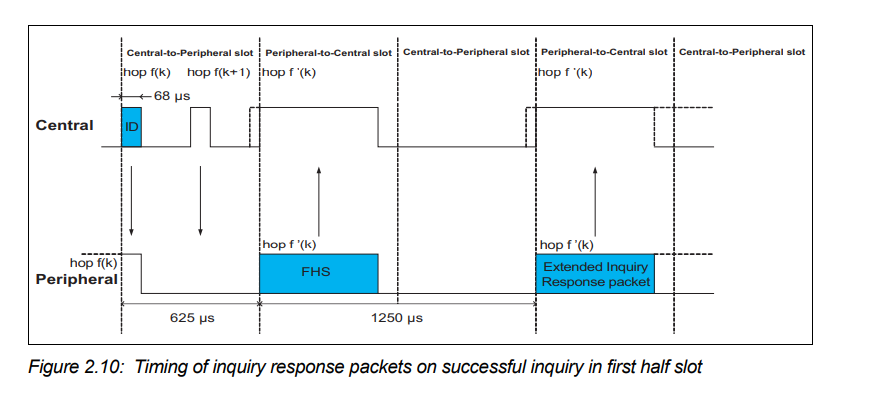 Central-to-Peripheral slot Peripheral-to-Central slot Central-to-Peripheral slot Peripheral-to-Central slot Central-to-Peripheral slot
hop f(k) hop f(k+1) hop f'(k) hop f '(k)
68 µs
Central ID
hop f'(k) hop f '(k)
hop f(k)
Peripheral
FHS
Extended Inquiry
Response packet
625 µs 1250 µs
Figure 2.10: Timing of inquiry response packets on successful inquiry in first half slot